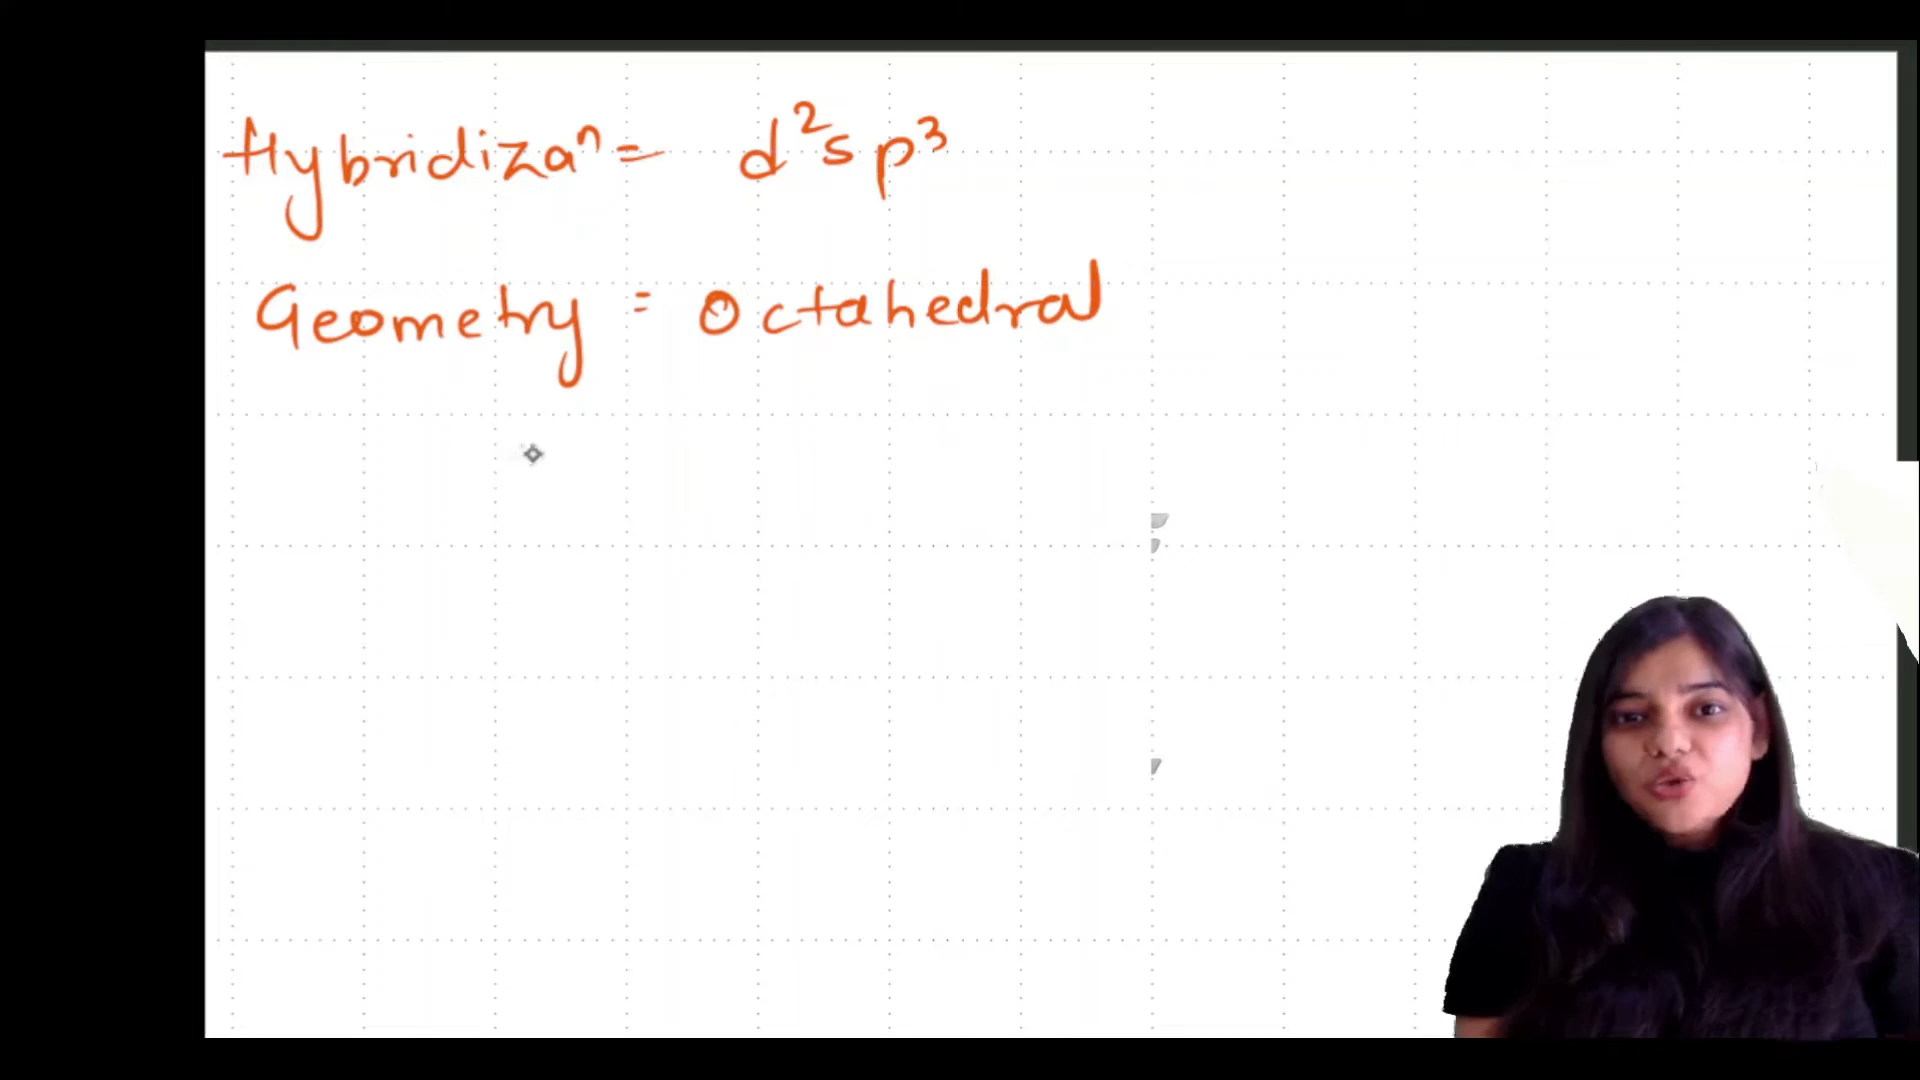 Hybridizaⁿ = d²sp³
Geometry = Octahedral